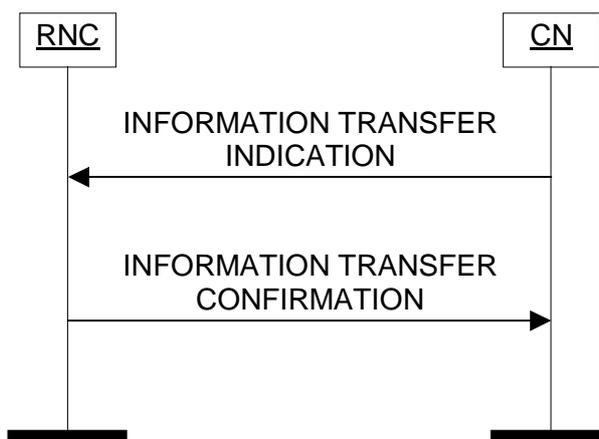 RNC
CN
INFORMATION TRANSFER
INDICATION
INFORMATION TRANSFER
CONFIRMATION